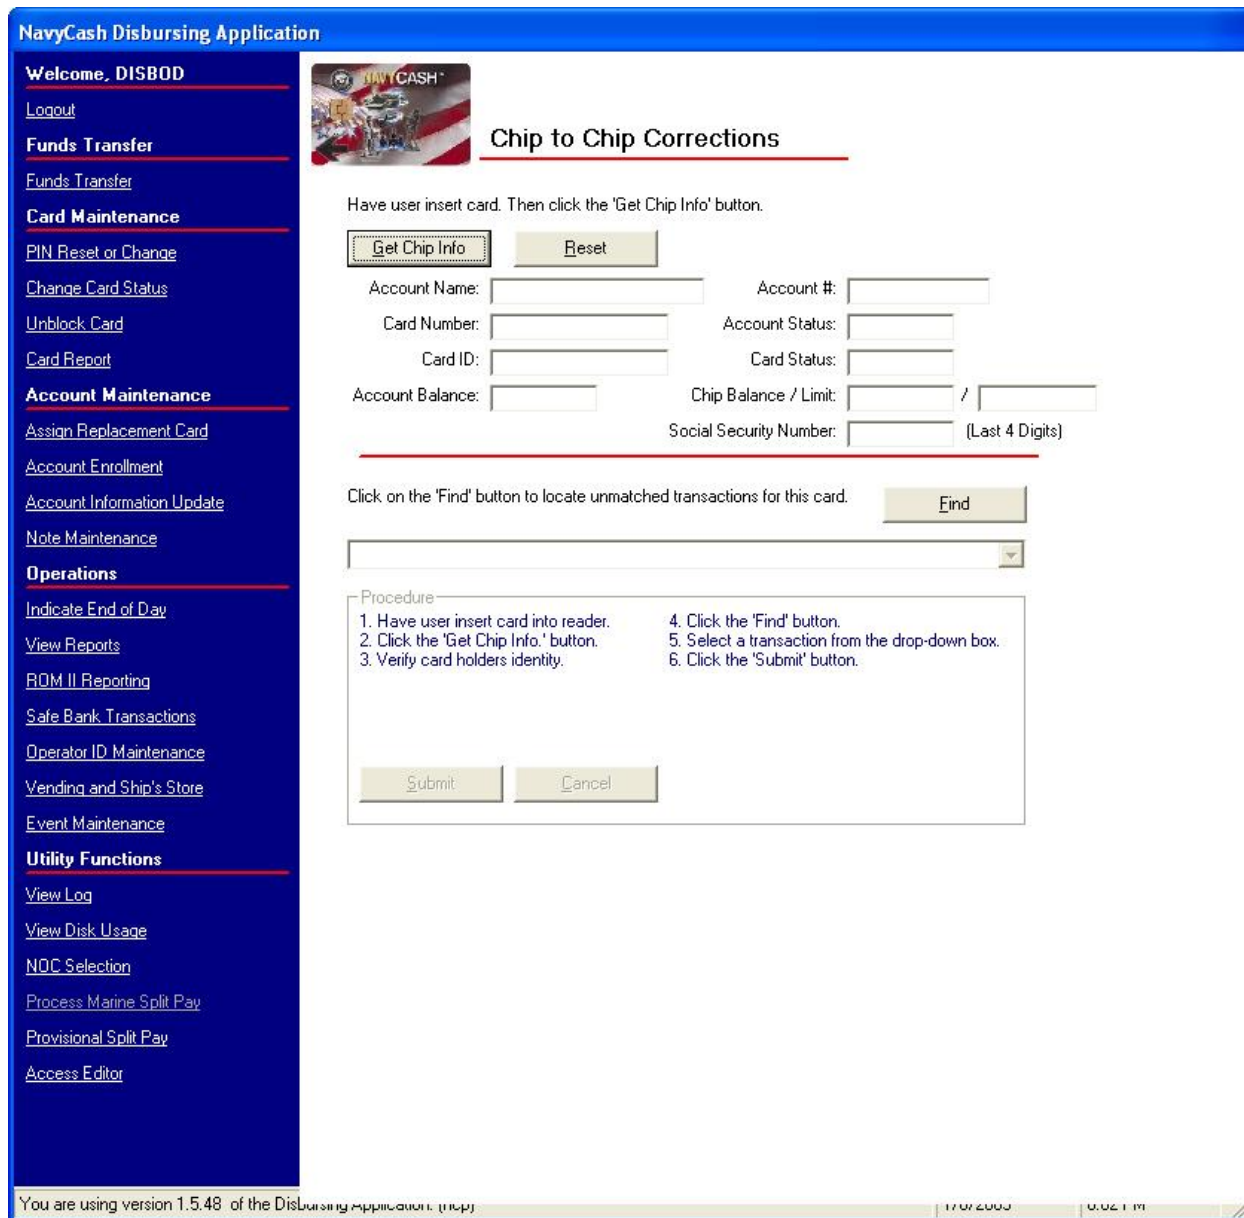 NavyCash Disbursing Application
Welcome, DISBOD
Logout
Funds Transfer
Funds Transfer
Card Maintenance
PIN Reset or Change
Change Card Status
Unblock Card
Card Report
Account Maintenance
Assign Replacement Card
Account Enrollment
Account Information Update
Note Maintenance
Operations
Indicate End of Day
View Reports
ROM II Reporting
Safe Bank Transactions
Operator ID Maintenance
Vending and Ship's Store
Event Maintenance
Utility Functions
View Log
View Disk Usage
NOC Selection
Process Marine Split Pay
Provisional Split Pay
Access Editor
NAVYCASH
Chip to Chip Corrections
Have user insert card. Then click the 'Get Chip Info' button.
Get Chip Info Reset
Account Name: Account #:
Card Number: Account Status:
Card ID: Card Status:
Account Balance: Chip Balance / Limit: /
Social Security Number: (Last 4 Digits)
Click on the 'Find' button to locate unmatched transactions for this card. Find
Procedure
1. Have user insert card into reader. 4. Click the 'Find' button.
2. Click the 'Get Chip Info.' button. 5. Select a transaction from the drop-down box.
3. Verify card holders identity. 6. Click the 'Submit' button.
Submit Cancel
You are using version 1.5.48 of the Disbursing Application. (ncp)